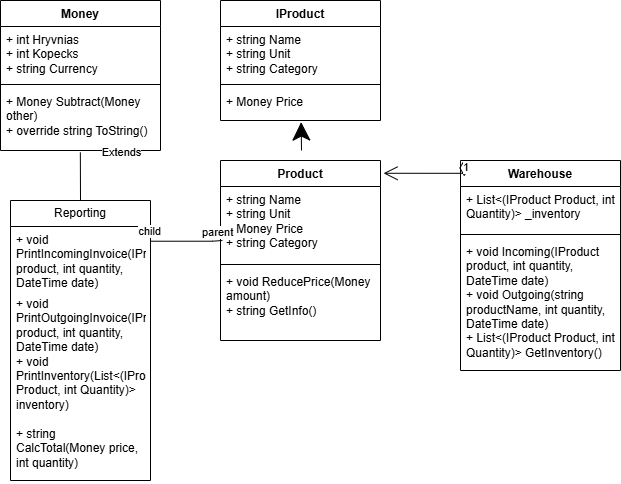 Money
+ int Hryvnias
+ int Kopecks
+ string Currency
+ Money Subtract(Money
other)
+ override string ToString()
Extends
IProduct
+ string Name
+ string Unit
+ string Category
+ Money Price
Reporting
+ void
PrintIncomingInvoice(IPr
product, int quantity,
DateTime date)
+ void
PrintOutgoingInvoice(IPr
product, int quantity,
DateTime date)
+ void
PrintInventory(List<(IPro
Product, int Quantity)>
inventory)
+ string
CalcTotal(Money price,
int quantity)
child
parent
Product
+ string Name
+ string Unit
Money Price
+ string Category
+ void ReducePrice(Money
amount)
+ string GetInfo()
1
Warehouse
+ List<(IProduct Product, int
Quantity)> _inventory
+ void Incoming(IProduct
product, int quantity,
DateTime date)
+ void Outgoing(string
productName, int quantity,
DateTime date)
+ List<(IProduct Product, int
Quantity)> GetInventory()